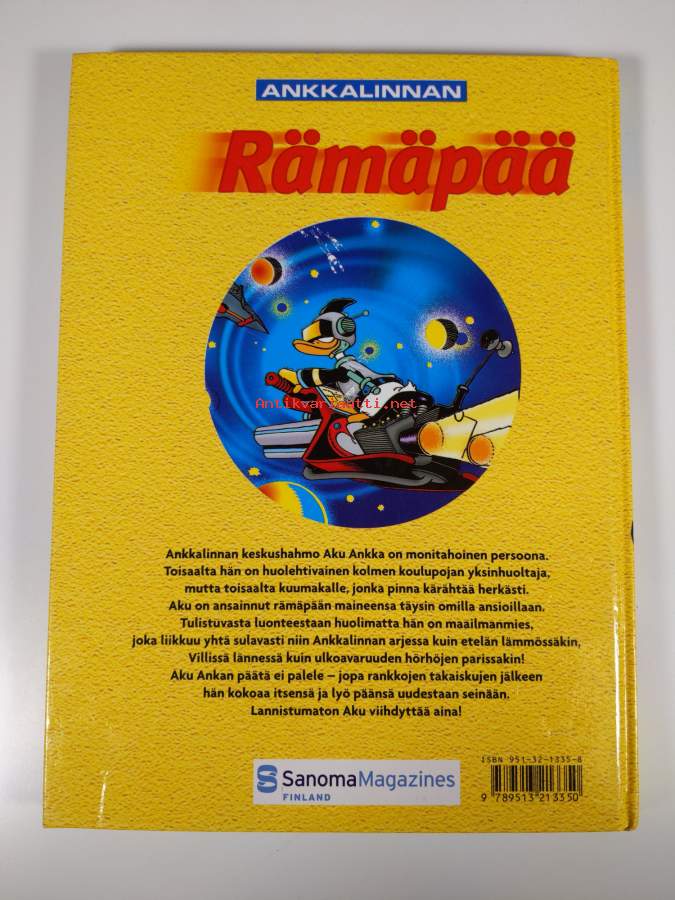 ANKKALINNAN
Rämäpää
Antikvariaatti.net
Ankkalinnan keskushahmo Aku Ankka on monitahoinen persoona.
Toisaalta hän on huolehtivainen kolmen koulupojan yksinhuoltaja,
mutta toisaalta kuumakalle, jonka pinna kärähtää herkästi.
Aku on ansainnut rämäpään maineensa täysin omilla ansioillaan.
Tulistuvasta luonteestaan huolimatta hän on maailmanmies,
joka liikkuu yhtä sulavasti niin Ankkalinnan arjessa kuin etelän lämmössäkin,
Villissä lännessä kuin ulkoavaruuden hörhöjen parissakin!
Aku Ankan päätä ei palele – jopa rankkojen takaiskujen jälkeen
hän kokoaa itsensä ja lyö päänsä uudestaan seinään.
Lannistumaton Aku viihdyttää aina!
ISBN 951-32-1335-8
SanomaMagazines
FINLAND
9 789513 213350